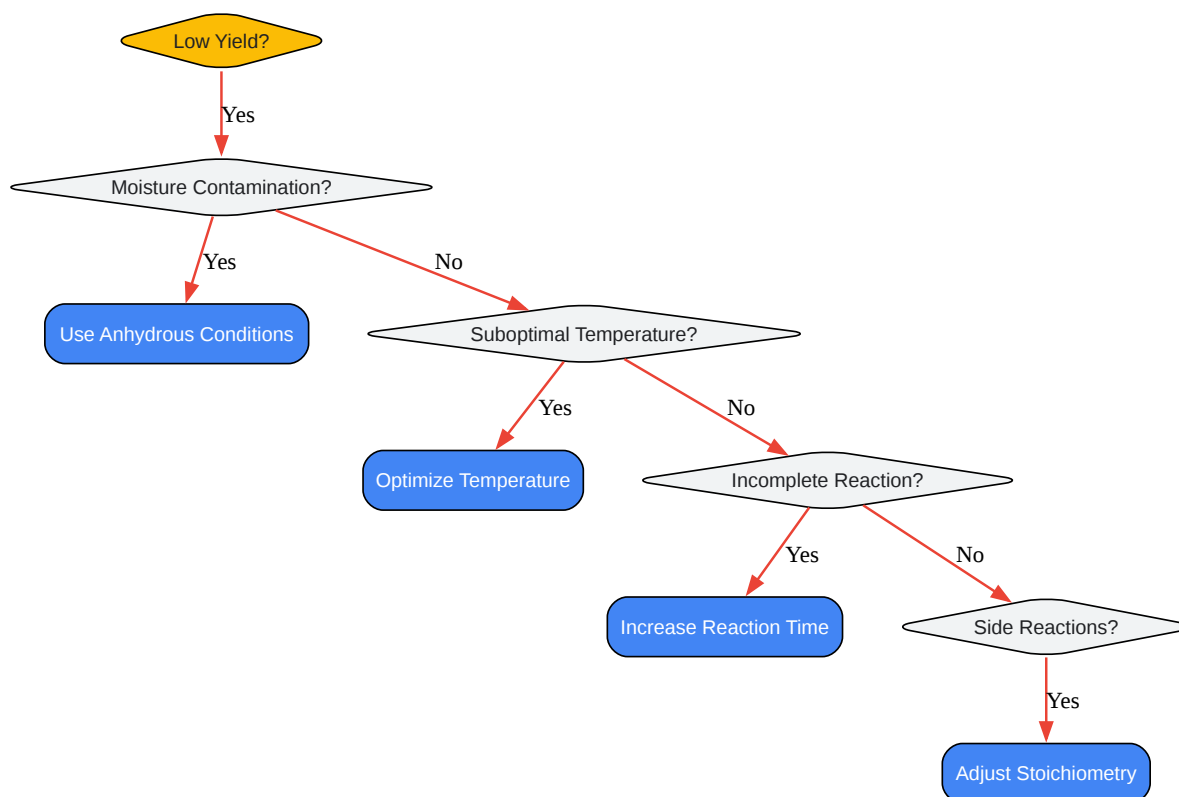 Low Yield?
Yes
Moisture Contamination?
Yes
No
Use Anhydrous Conditions
Suboptimal Temperature?
Yes
No
Optimize Temperature
Incomplete Reaction?
Yes
No
Increase Reaction Time
Side Reactions?
Yes
Adjust Stoichiometry